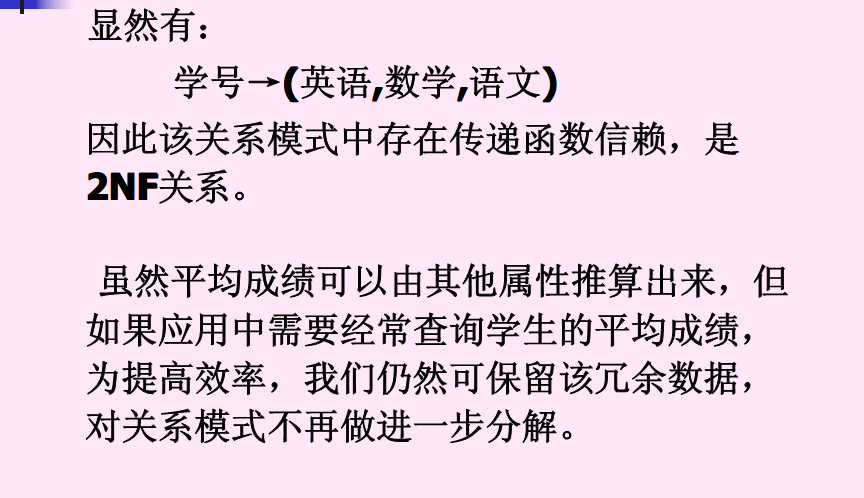 显然有：
学号→(英语,数学,语文)
因此该关系模式中存在传递函数信赖，是
2NF关系。
虽然平均成绩可以由其他属性推算出来，但
如果应用中需要经常查询学生的平均成绩，
为提高效率，我们仍然可保留该冗余数据，
对关系模式不再做进一步分解。